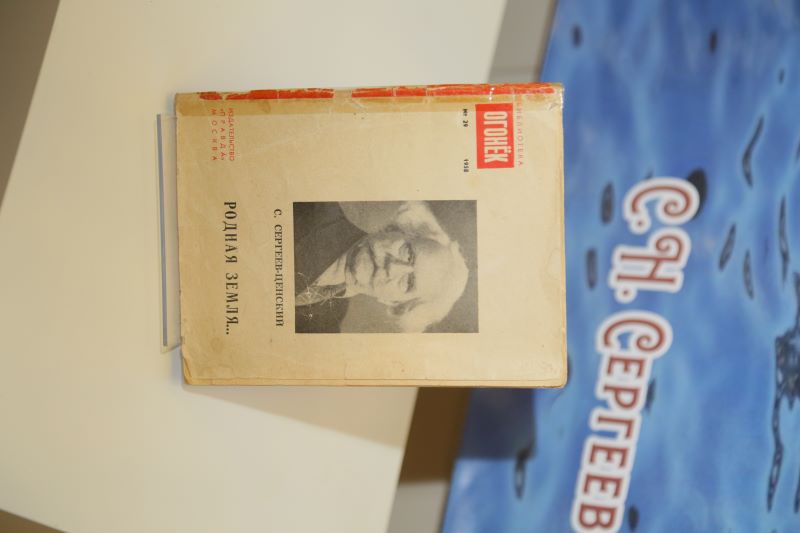 БИБЛИОТЕКА
ОГОНЁК
№ 29 1958
С. СЕРГЕЕВ-ЦЕНСКИЙ
РОДНАЯ ЗЕМЛЯ...
ИЗДАТЕЛЬСТВО
«ПРАВДА»
МОСКВА
С.Н. СЕРГЕЕВ